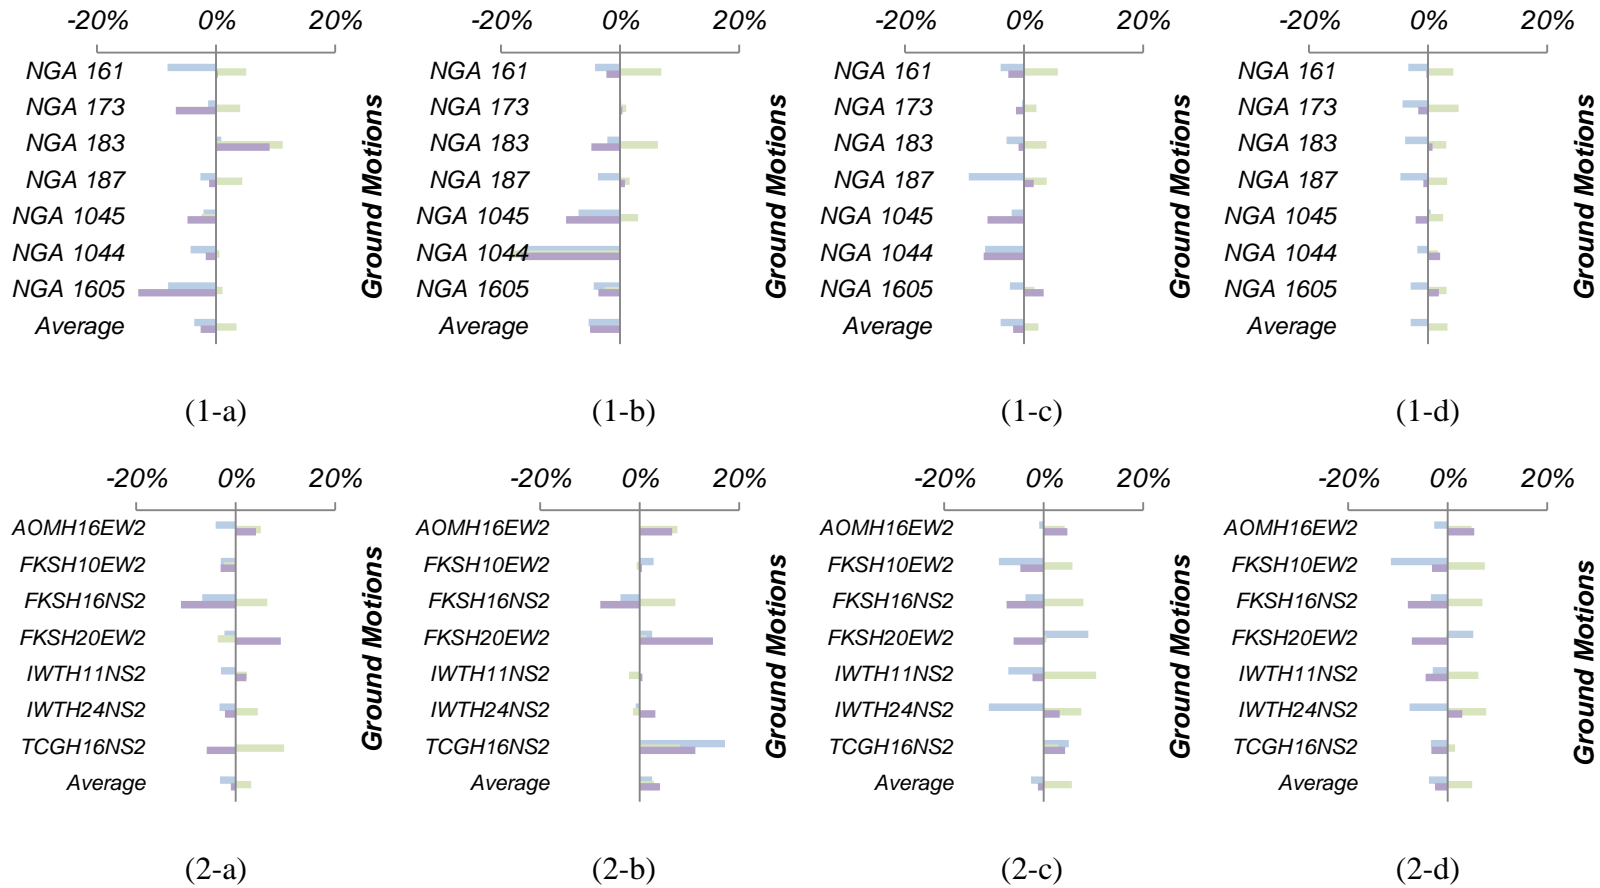 -20% 0% 20%
NGA 161
NGA 173
NGA 183
NGA 187
NGA 1045
NGA 1044
NGA 1605
Average
Ground Motions
(1-a)
-20% 0% 20%
NGA 161
NGA 173
NGA 183
NGA 187
NGA 1045
NGA 1044
NGA 1605
Average
Ground Motions
(1-b)
-20% 0% 20%
NGA 161
NGA 173
NGA 183
NGA 187
NGA 1045
NGA 1044
NGA 1605
Average
Ground Motions
(1-c)
-20% 0% 20%
NGA 161
NGA 173
NGA 183
NGA 187
NGA 1045
NGA 1044
NGA 1605
Average
Ground Motions
(1-d)
-20% 0% 20%
AOMH16EW2
FKSH10EW2
FKSH16NS2
FKSH20EW2
IWTH11NS2
IWTH24NS2
TCGH16NS2
Average
Ground Motions
(2-a)
-20% 0% 20%
AOMH16EW2
FKSH10EW2
FKSH16NS2
FKSH20EW2
IWTH11NS2
IWTH24NS2
TCGH16NS2
Average
Ground Motions
(2-b)
-20% 0% 20%
AOMH16EW2
FKSH10EW2
FKSH16NS2
FKSH20EW2
IWTH11NS2
IWTH24NS2
TCGH16NS2
Average
Ground Motions
(2-c)
-20% 0% 20%
AOMH16EW2
FKSH10EW2
FKSH16NS2
FKSH20EW2
IWTH11NS2
IWTH24NS2
TCGH16NS2
Average
Ground Motions
(2-d)